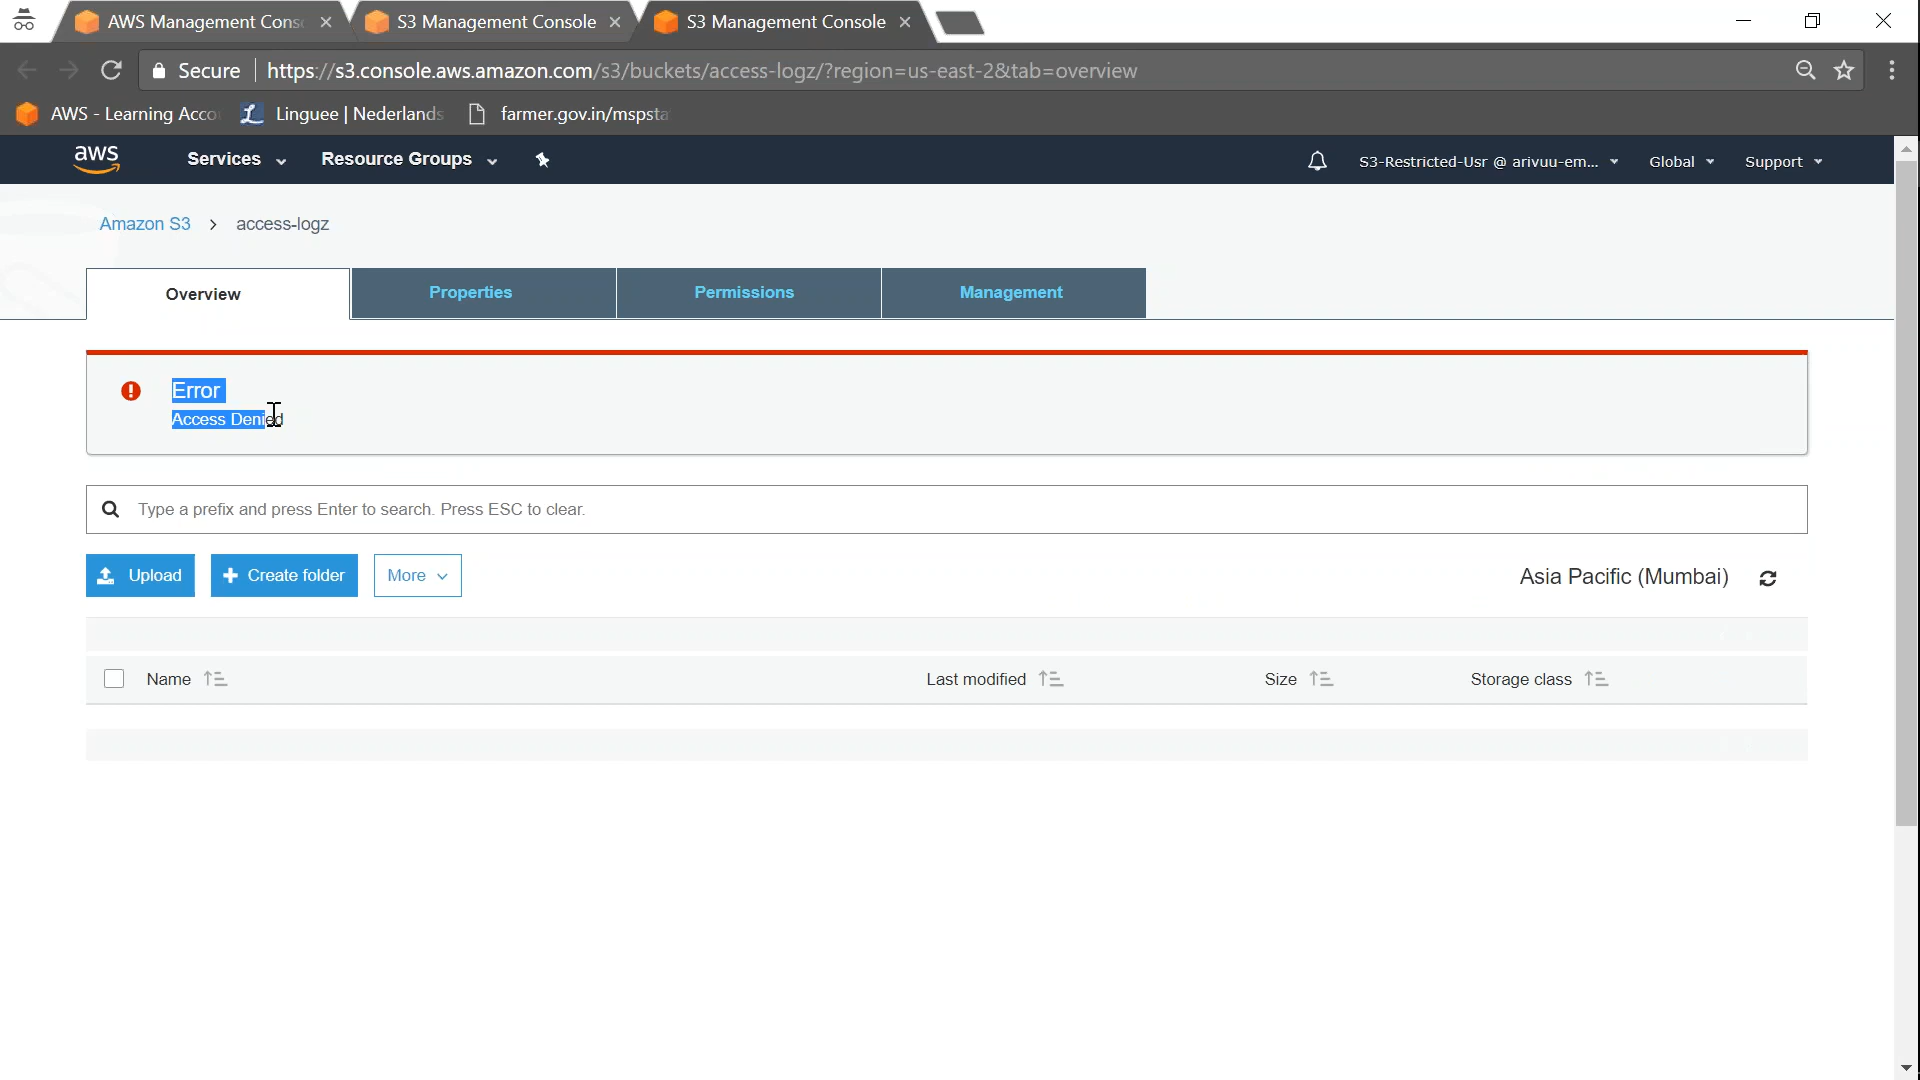 AWS Management Cons
S3 Management Console
S3 Management Console
Secure
https://s3.console.aws.amazon.com/s3/buckets/access-logz/?region=us-east-2&tab=overview
AWS - Learning Acco
Linguee | Nederlands
farmer.gov.in/mspsta
aws
Services
Resource Groups
S3-Restricted-Usr @ arivuu-em...
Global
Support
Amazon S3 > access-logz
Overview
Properties
Permissions
Management
Error
Access Denied
Type a prefix and press Enter to search. Press ESC to clear.
Upload
+ Create folder
More
Asia Pacific (Mumbai)
Name
Last modified
Size
Storage class